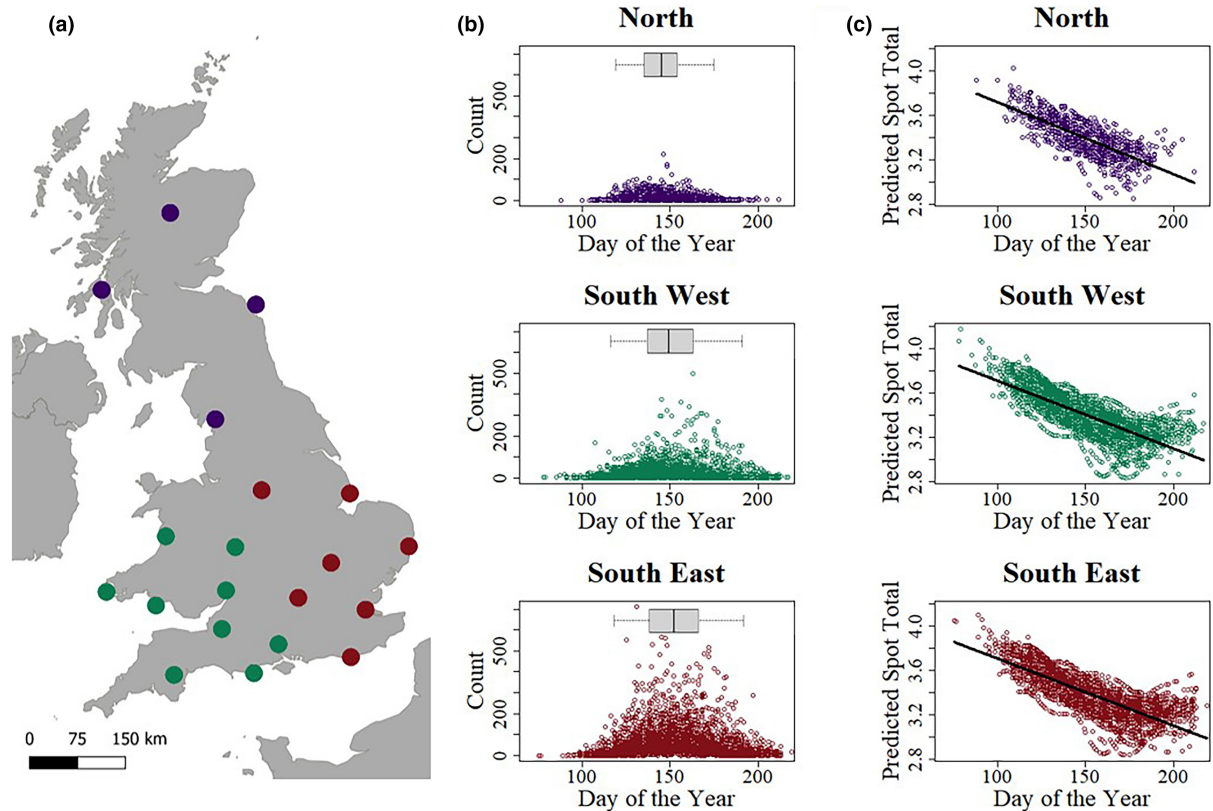 (a)
0 75 150 km
(b)
North
Count
500
200
0
100 150 200
Day of the Year
South West
Count
500
200
0
100 150 200
Day of the Year
South East
Count
500
200
0
100 150 200
Day of the Year
(c)
North
Predicted Spot Total
4.0
3.6
3.2
2.8
100 150 200
Day of the Year
South West
Predicted Spot Total
4.0
3.6
3.2
2.8
100 150 200
Day of the Year
South East
Predicted Spot Total
4.0
3.6
3.2
2.8
100 150 200
Day of the Year